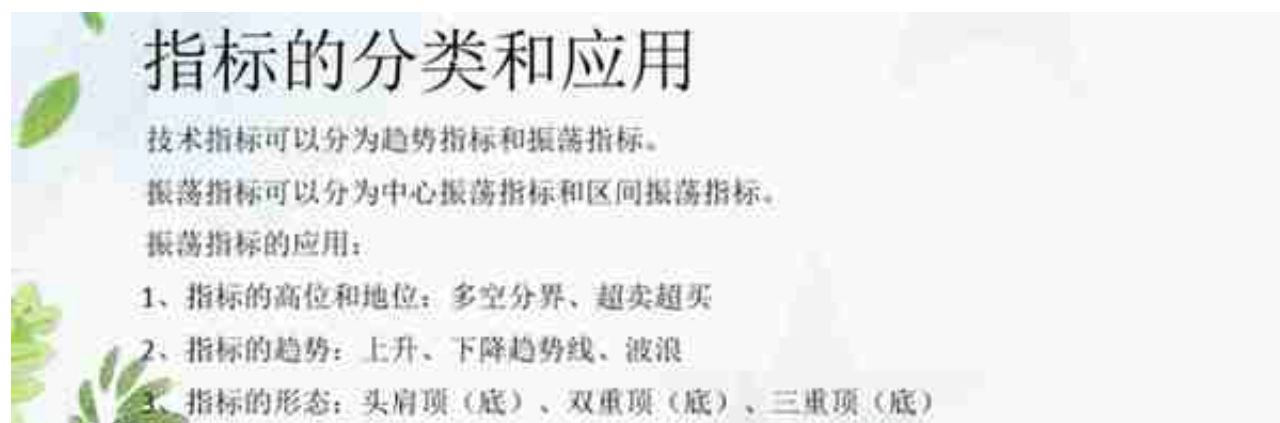 指标的分类和应用
技术指标可以分为趋势指标和振荡指标。
振荡指标可以分为中心振荡指标和区间振荡指标。
振荡指标的应用：
1、指标的高位和地位：多空分界、超卖超买
2、指标的趋势：上升、下降趋势线、波浪
3、指标的形态：头肩顶（底）、双重顶（底）、三重顶（底）